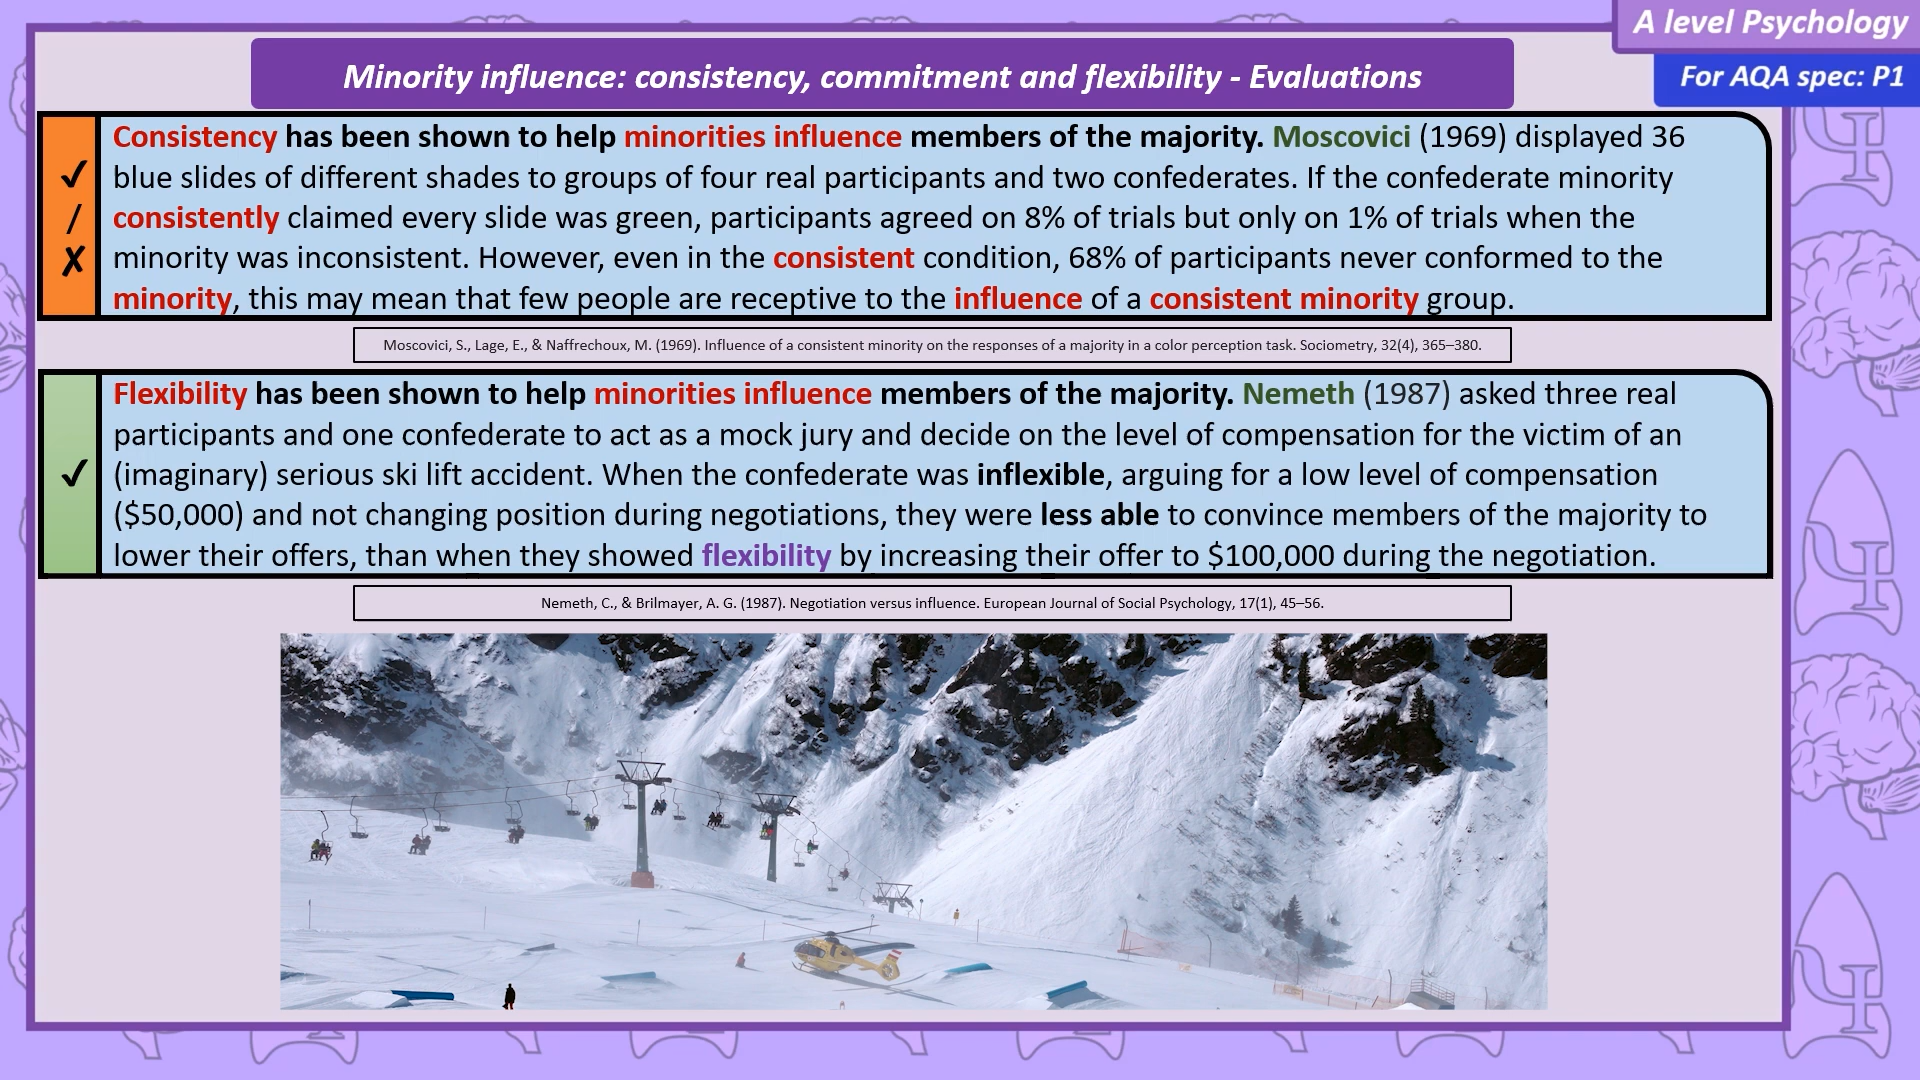 A level Psychology
For AQA spec: P1
Minority influence: consistency, commitment and flexibility - Evaluations
✓
/
✗
Consistency has been shown to help minorities influence members of the majority. Moscovici (1969) displayed 36
blue slides of different shades to groups of four real participants and two confederates. If the confederate minority
consistently claimed every slide was green, participants agreed on 8% of trials but only on 1% of trials when the
minority was inconsistent. However, even in the consistent condition, 68% of participants never conformed to the
minority, this may mean that few people are receptive to the influence of a consistent minority group.
Moscovici, S., Lage, E., & Naffrechoux, M. (1969). Influence of a consistent minority on the responses of a majority in a color perception task. Sociometry, 32(4), 365–380.
✓
Flexibility has been shown to help minorities influence members of the majority. Nemeth (1987) asked three real
participants and one confederate to act as a mock jury and decide on the level of compensation for the victim of an
(imaginary) serious ski lift accident. When the confederate was inflexible, arguing for a low level of compensation
($50,000) and not changing position during negotiations, they were less able to convince members of the majority to
lower their offers, than when they showed flexibility by increasing their offer to $100,000 during the negotiation.
Nemeth, C., & Brilmayer, A. G. (1987). Negotiation versus influence. European Journal of Social Psychology, 17(1), 45–56.